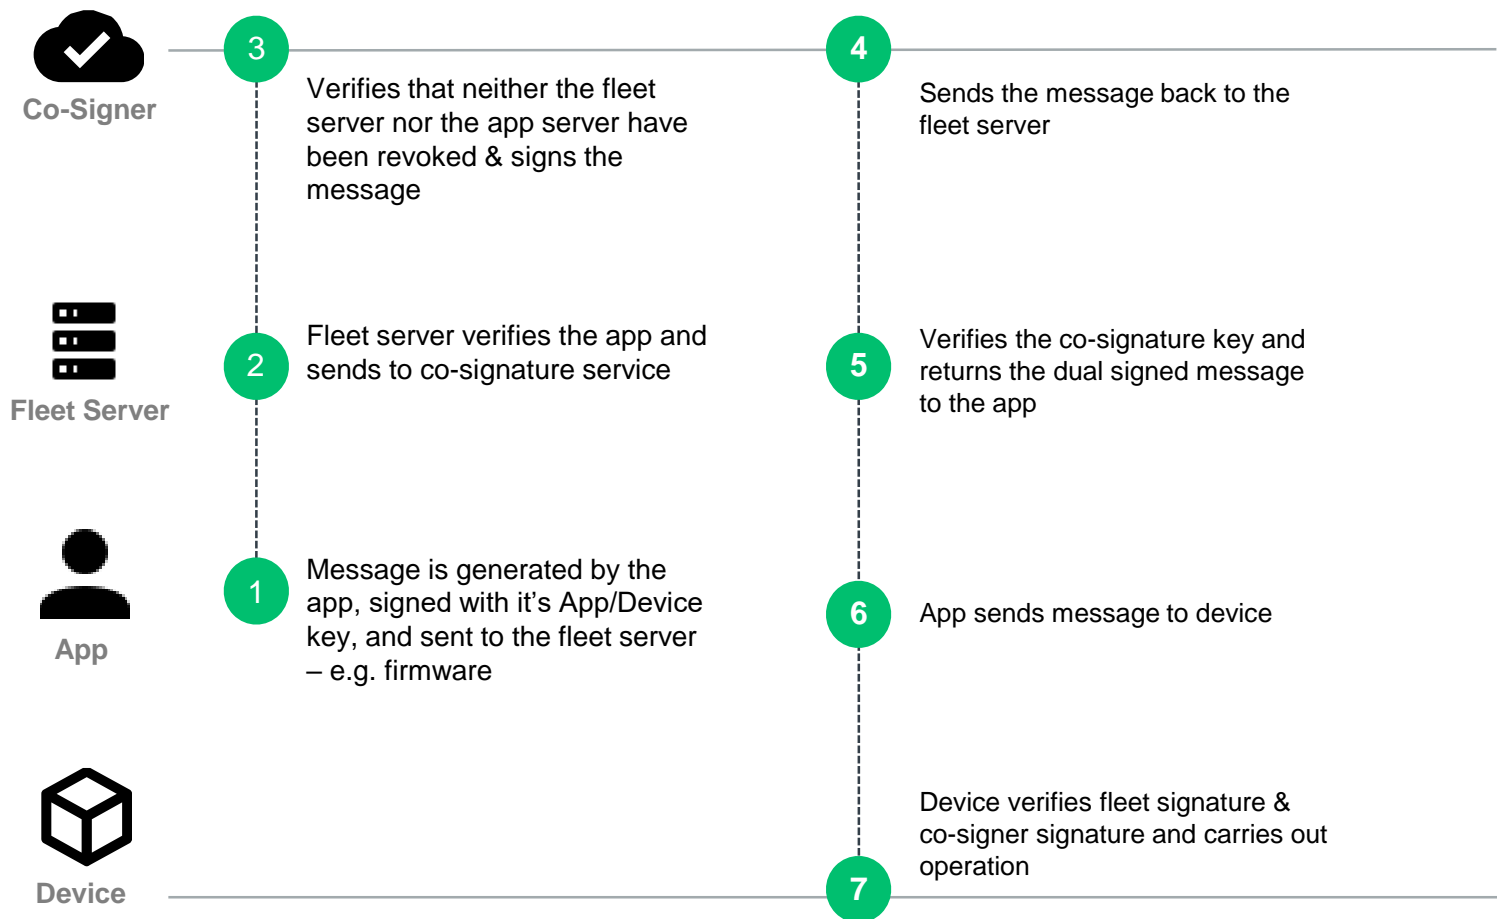 3
4
Co-Signer
Verifies that neither the fleet
server nor the app server have
been revoked & signs the
message
Sends the message back to the
fleet server
Fleet Server
2
Fleet server verifies the app and
sends to co-signature service
5
Verifies the co-signature key and
returns the dual signed message
to the app
App
1
Message is generated by the
app, signed with it's App/Device
key, and sent to the fleet server
– e.g. firmware
6
App sends message to device
Device
Device verifies fleet signature &
co-signer signature and carries out
operation
7